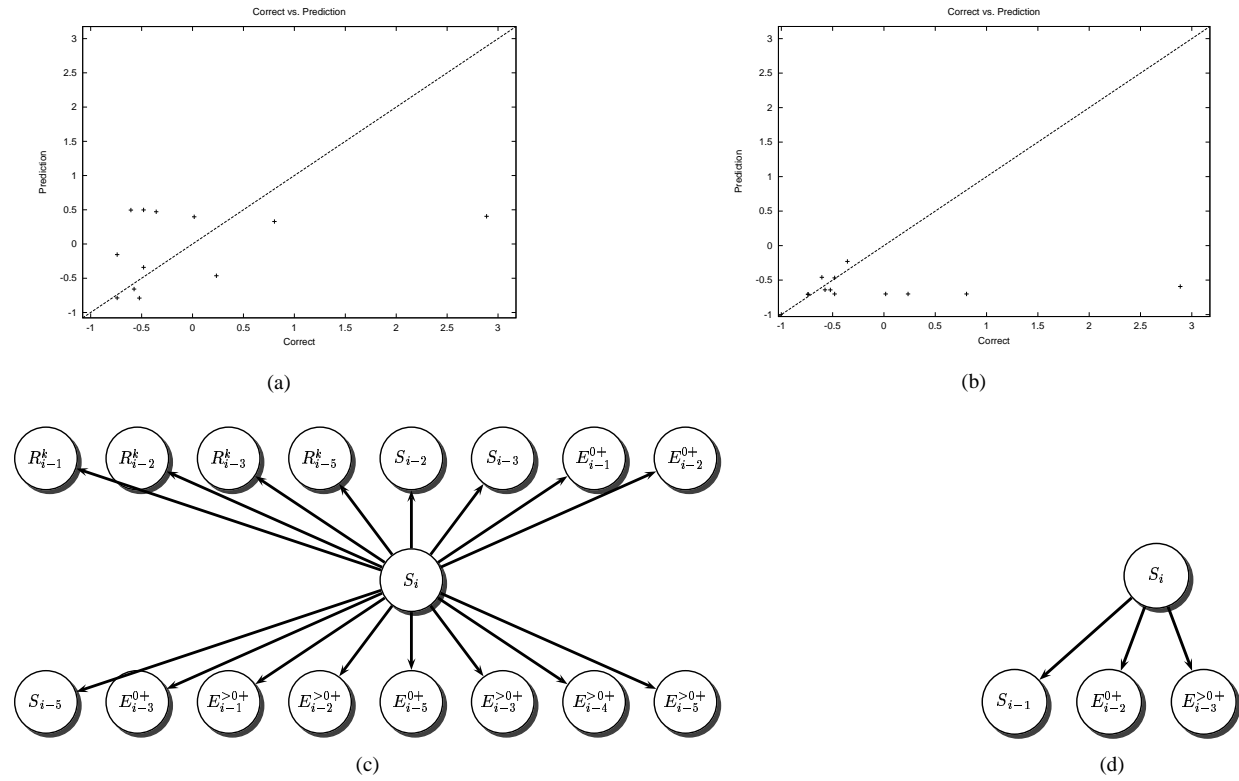 Correct vs. Prediction
3
2.5
2
1.5
1
0.5
0
-0.5
-1
Prediction
-1 -0.5 0 0.5 1 1.5 2 2.5 3
Correct
(a)
Correct vs. Prediction
3
2.5
2
1.5
1
0.5
0
-0.5
-1
Prediction
-1 -0.5 0 0.5 1 1.5 2 2.5 3
Correct
(b)
$R^{k}_{i-1}$ $R^{k}_{i-2}$ $R^{k}_{i-3}$ $R^{k}_{i-5}$ $S_{i-2}$ $S_{i-3}$ $E^{0+}_{i-1}$ $E^{0+}_{i-2}$
$S_i$
$S_{i-5}$ $E^{0+}_{i-3}$ $E^{>0+}_{i-1}$ $E^{>0+}_{i-2}$ $E^{0+}_{i-5}$ $E^{>0+}_{i-3}$ $E^{>0+}_{i-4}$ $E^{>0+}_{i-5}$
(c)
$S_i$
$S_{i-1}$ $E^{0+}_{i-2}$ $E^{>0+}_{i-3}$
(d)